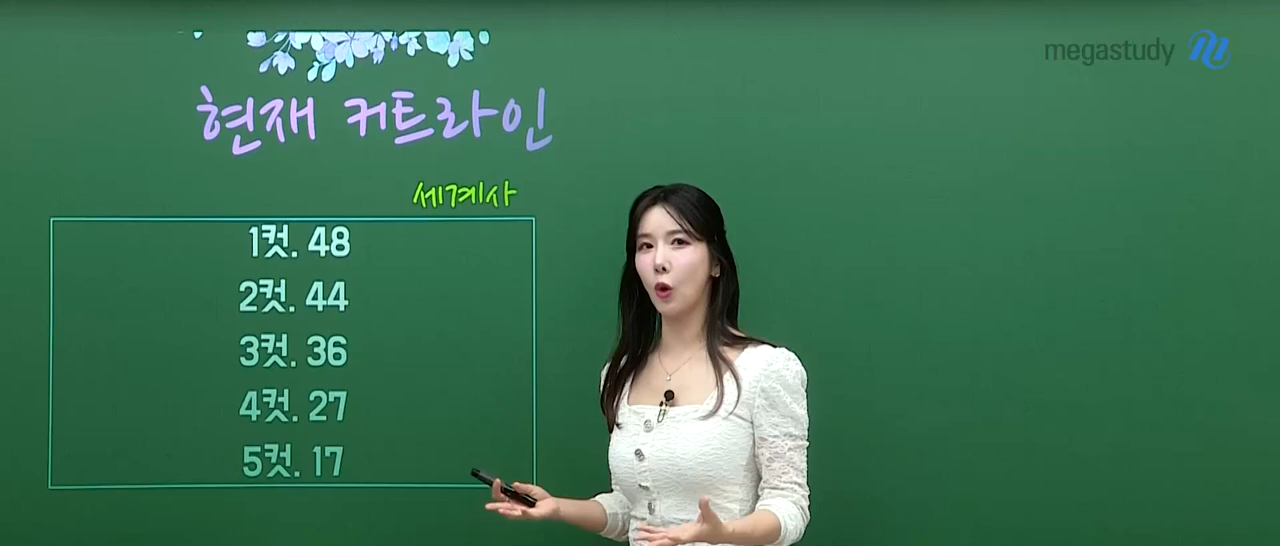 megastudy
현재 커트라인
세계사
1컷. 48
2컷. 44
3컷. 36
4컷. 27
5컷. 17